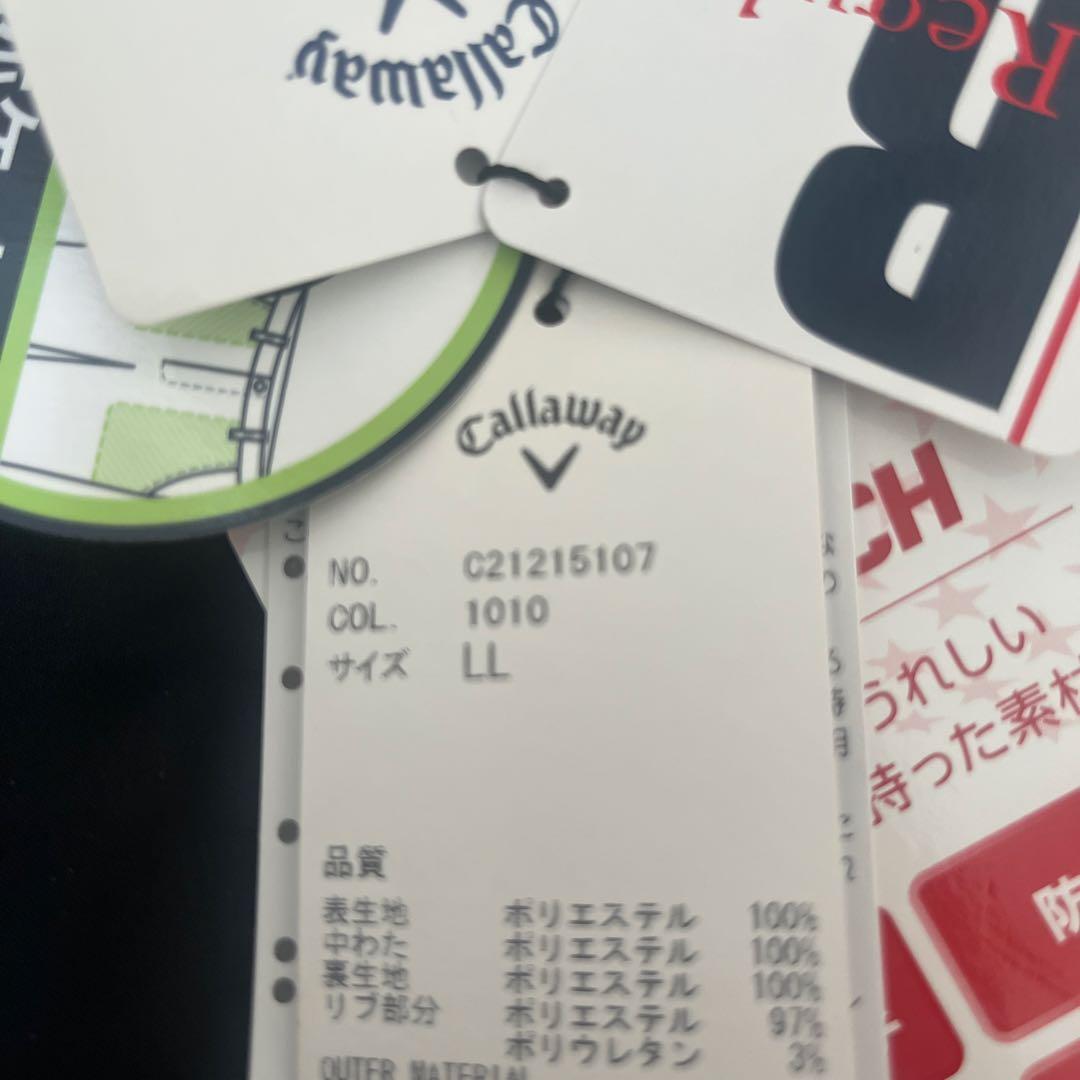 Callaway
Regul
R
Callaway
NO. C21215107
COL. 1010
サイズ LL
CH
うれしい
持った素材
防
品質
表生地 ポリエステル 100%
中わた ポリエステル 100%
裏生地 ポリエステル 100%
リブ部分 ポリエステル 97%
ポリウレタン 3%
OUTER MATERIAL